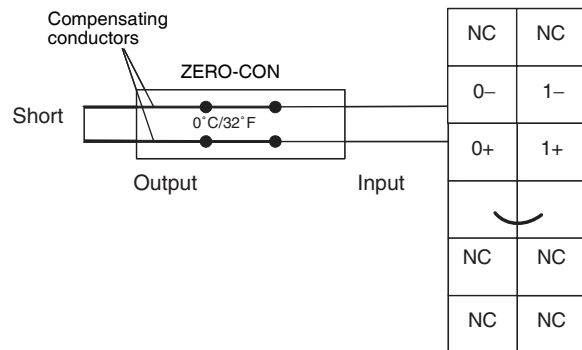 Compensating
conductors
ZERO-CON
Short
0˚C/32˚F
Output
Input
NC NC
0– 1–
0+ 1+
NC NC
NC NC